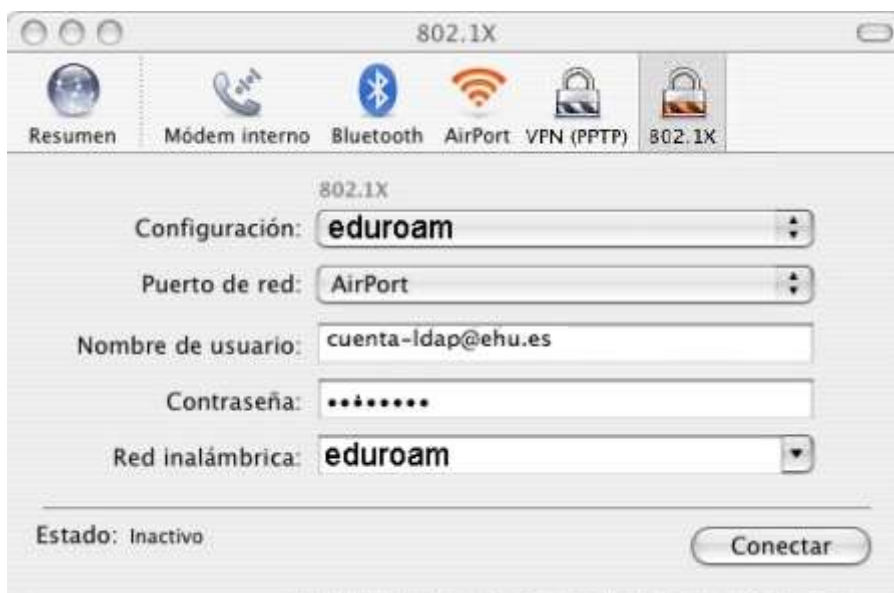 802.1X
Resumen Módem interno Bluetooth AirPort VPN (PPTP) 802.1X
802.1X
Configuración: eduroam
Puerto de red: AirPort
Nombre de usuario: cuenta-ldap@ehu.es
Contraseña: ••••••••
Red inalámbrica: eduroam
Estado: Inactivo Conectar